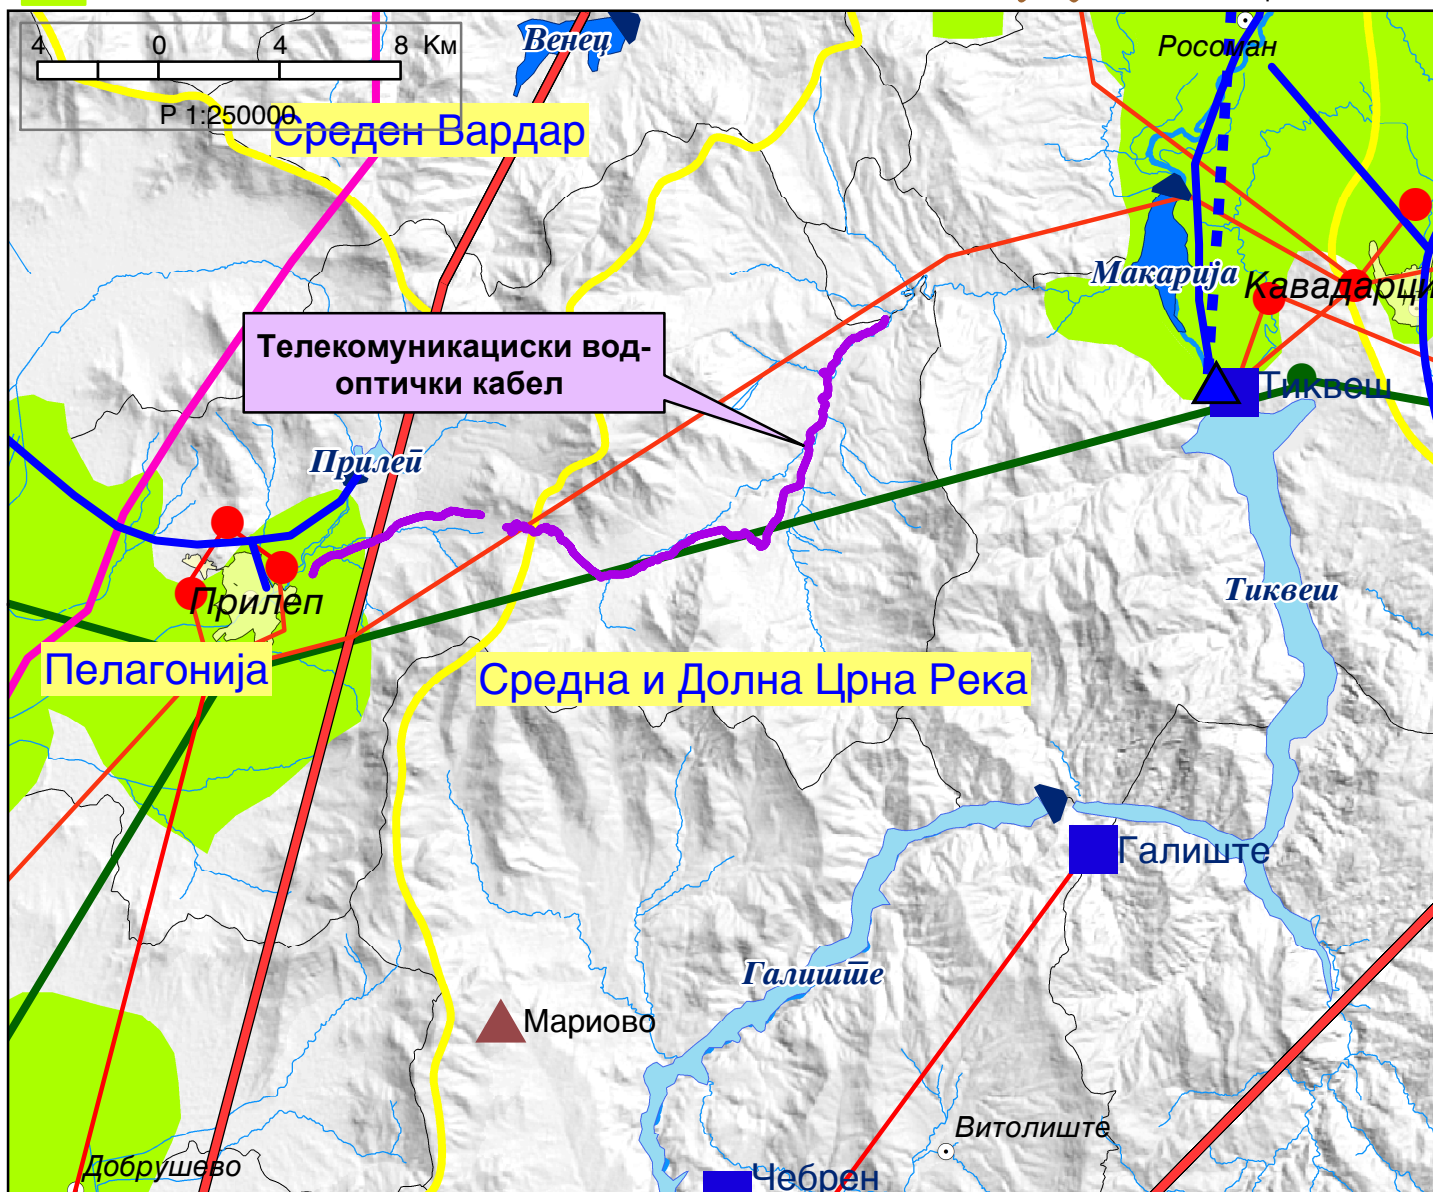 4 0 4 8 Км
Р 1:250000
Венец
Росоман
Среден Вардар
Макарија
Кавадарци
Телекомуникациски вод-
оптички кабел
Тиквеш
Прилеп
Тиквеш
Прилеп
Пелагонија
Средна и Долна Црна Река
Галиште
Галиште
Мариово
Витолиште
Добрушево
Чебрен